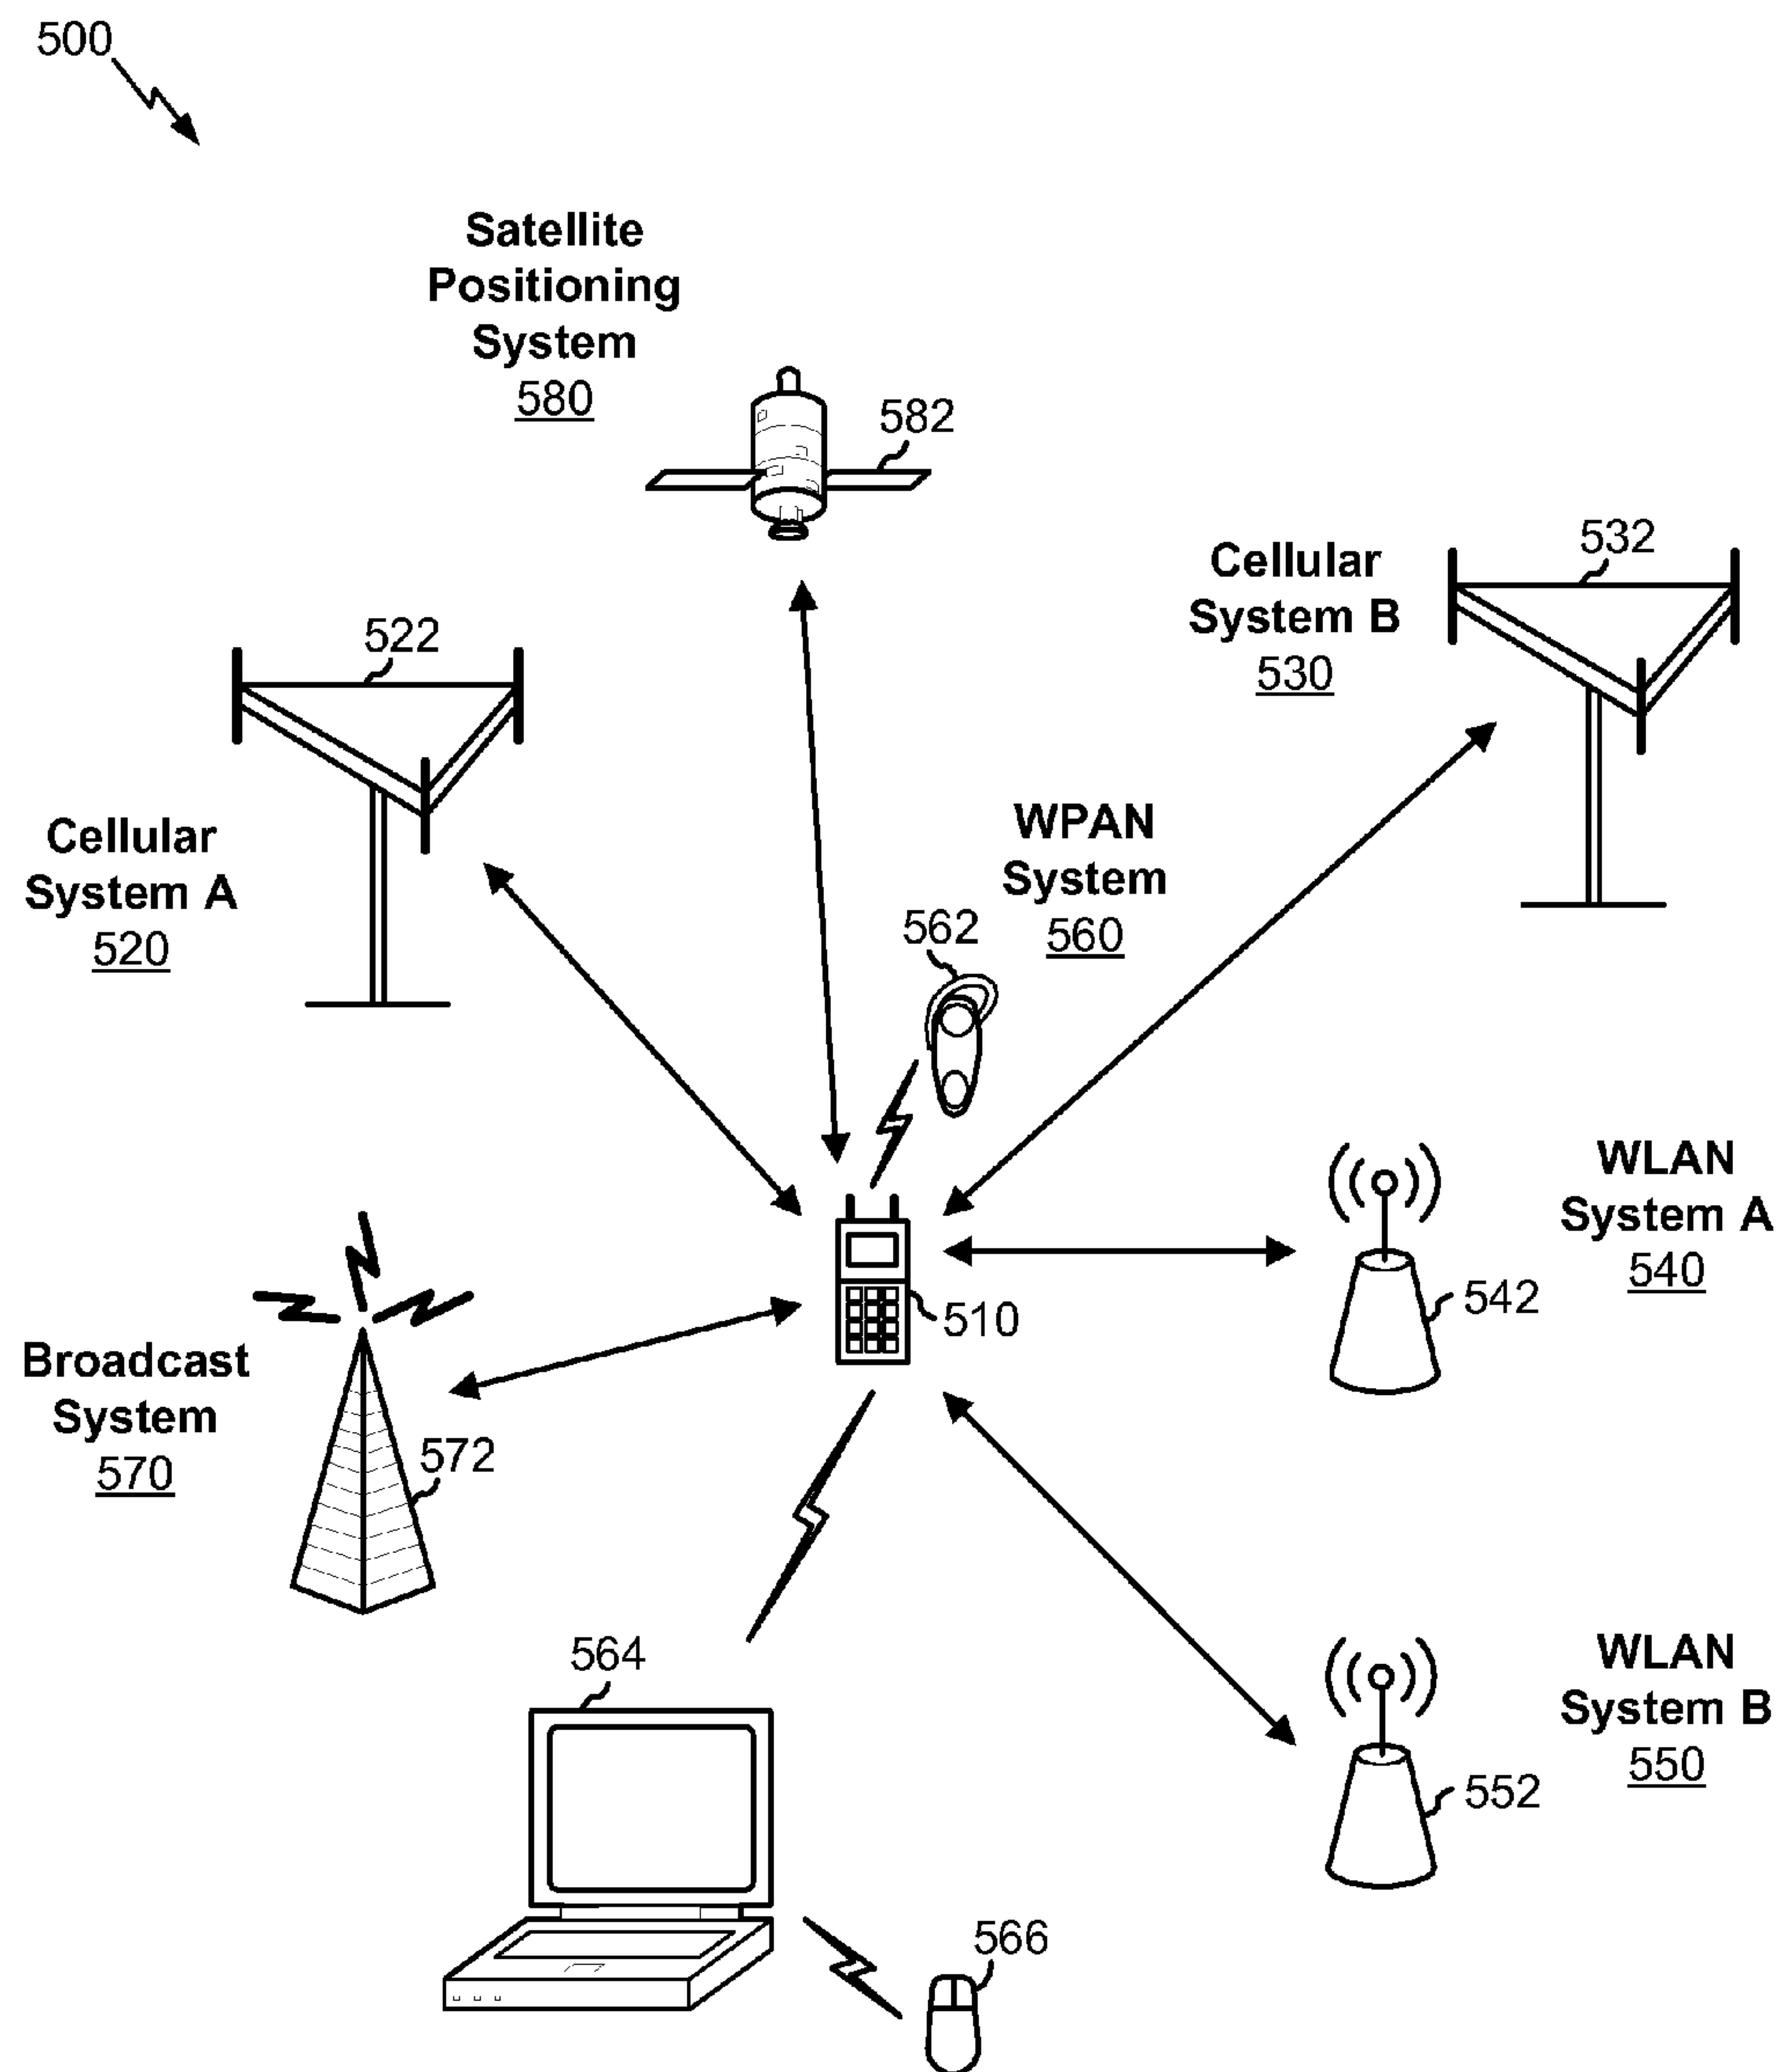 500
Satellite
Positioning
System
580
582
532
Cellular
System B
530
522
Cellular
System A
520
WPAN
System
560
562
WLAN
System A
540
542
510
Broadcast
System
570
572
564
WLAN
System B
550
552
566